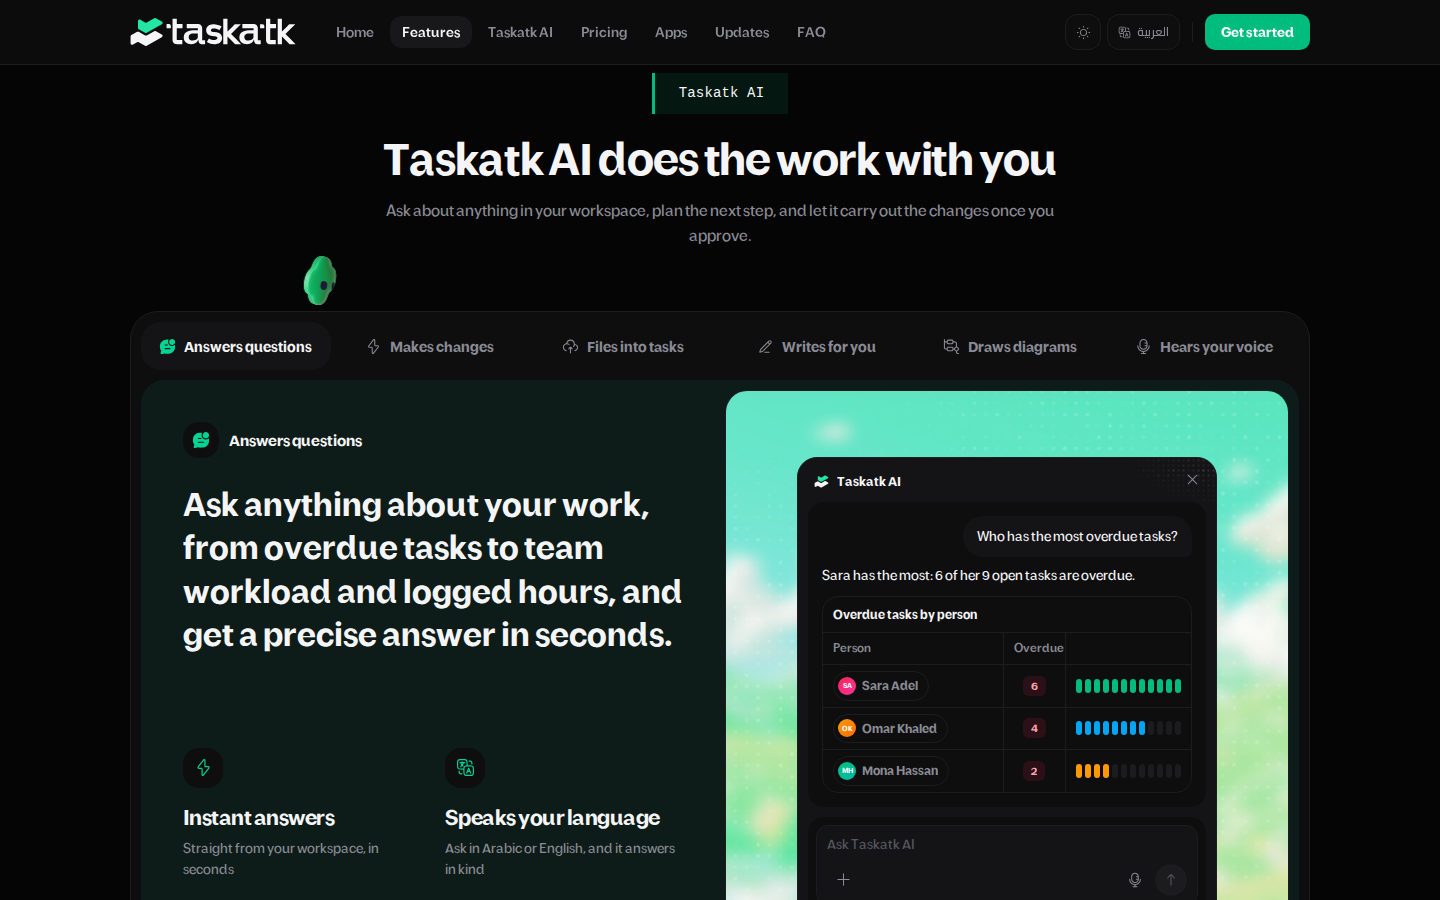 taskatk
Home
Features
Taskatk AI
Pricing
Apps
Updates
FAQ
العربية
Get started
Taskatk AI
Taskatk AI does the work with you
Ask about anything in your workspace, plan the next step, and let it carry out the changes once you
approve.
Answers questions
Makes changes
Files into tasks
Writes for you
Draws diagrams
Hears your voice
Answers questions
Ask anything about your work,
from overdue tasks to team
workload and logged hours, and
get a precise answer in seconds.
Instant answers
Straight from your workspace, in
seconds
Speaks your language
Ask in Arabic or English, and it answers
in kind
Taskatk AI
Who has the most overdue tasks?
Sara has the most: 6 of her 9 open tasks are overdue.
Overdue tasks by person
Person
Overdue
SA Sara Adel 6
OK Omar Khaled 4
MH Mona Hassan 2
Ask Taskatk AI